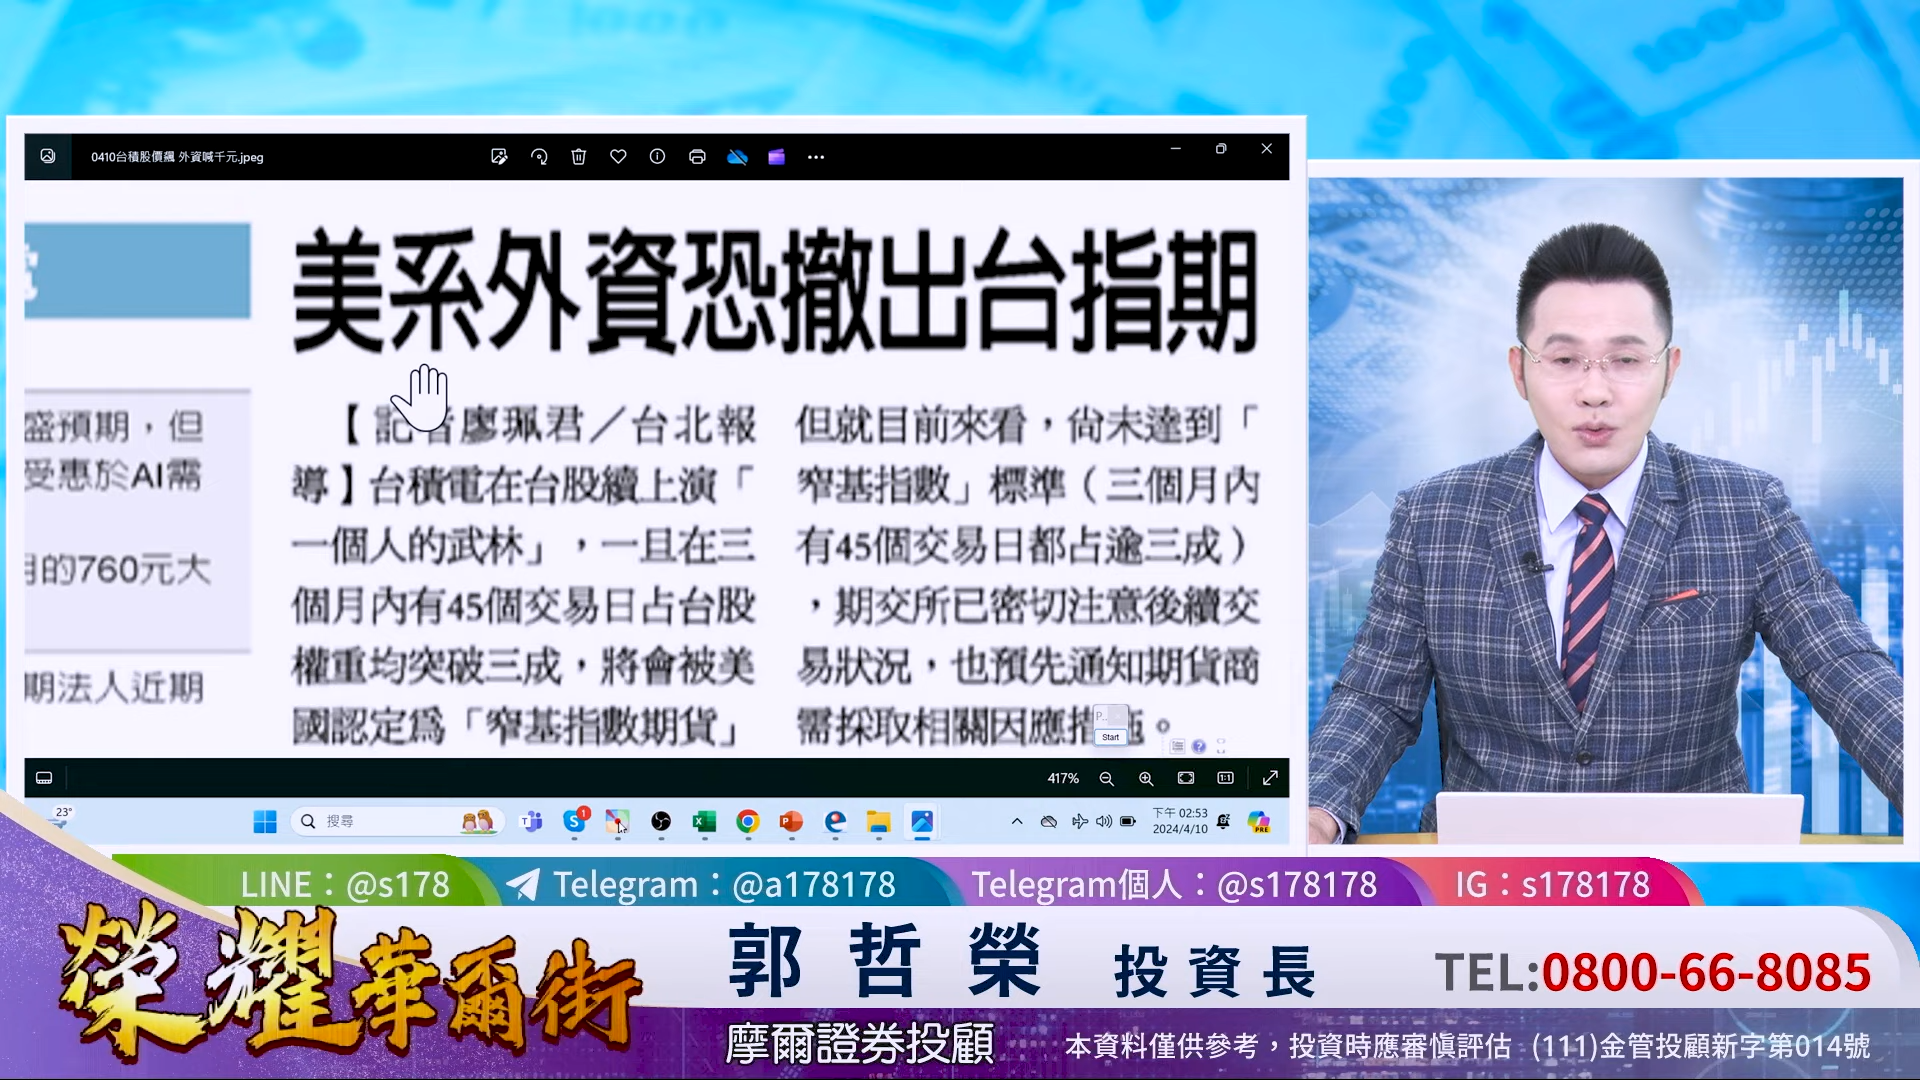 0410台積股價飆 外資喊千元.jpeg
美系外資恐撤出台指期
盛預期，但
受惠於AI需
月的760元大
期法人近期
【記者廖珮君／台北報
導】台積電在台股續上演「
一個人的武林」，一旦在三
個月內有45個交易日占台股
權重均突破三成，將會被美
國認定為「窄基指數期貨」
但就目前來看，尚未達到「
窄基指數」標準（三個月內
有45個交易日都占逾三成）
，期交所已密切注意後續交
易狀況，也預先通知期貨商
需採取相關因應措施。
Start
417%
23°
搜尋
下午 02:53
2024/4/10
LINE：@s178
Telegram：@a178178
Telegram個人：@s178178
IG：s178178
榮耀華爾街
郭哲榮 投資長
TEL:0800-66-8085
摩爾證券投顧
本資料僅供參考，投資時應審慎評估 (111)金管投顧新字第014號